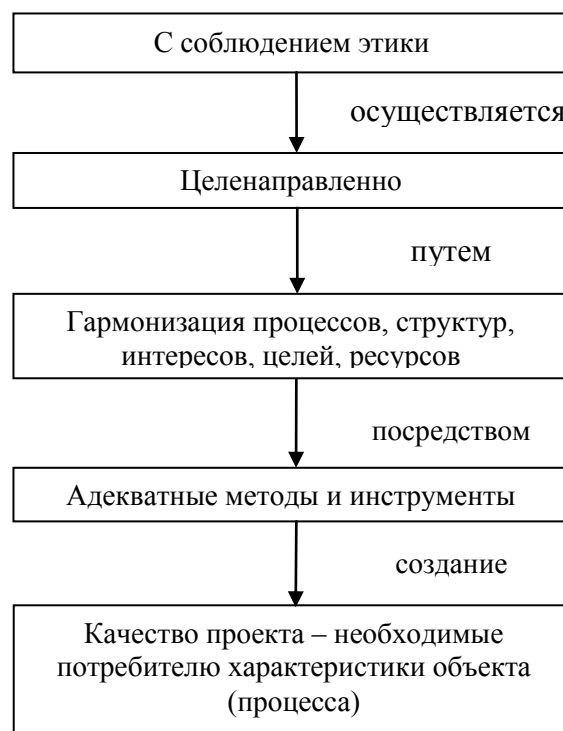 С соблюдением этики
осуществляется
Целенаправленно
путем
Гармонизация процессов, структур,
интересов, целей, ресурсов
посредством
Адекватные методы и инструменты
создание
Качество проекта – необходимые
потребителю характеристики объекта
(процесса)